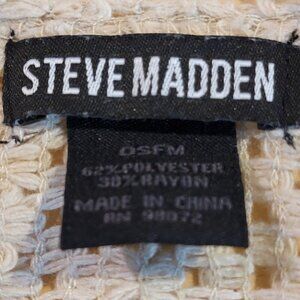 STEVE MADDEN
OSFM
62% POLYESTER
38% RAYON
MADE IN CHINA
RN 98072